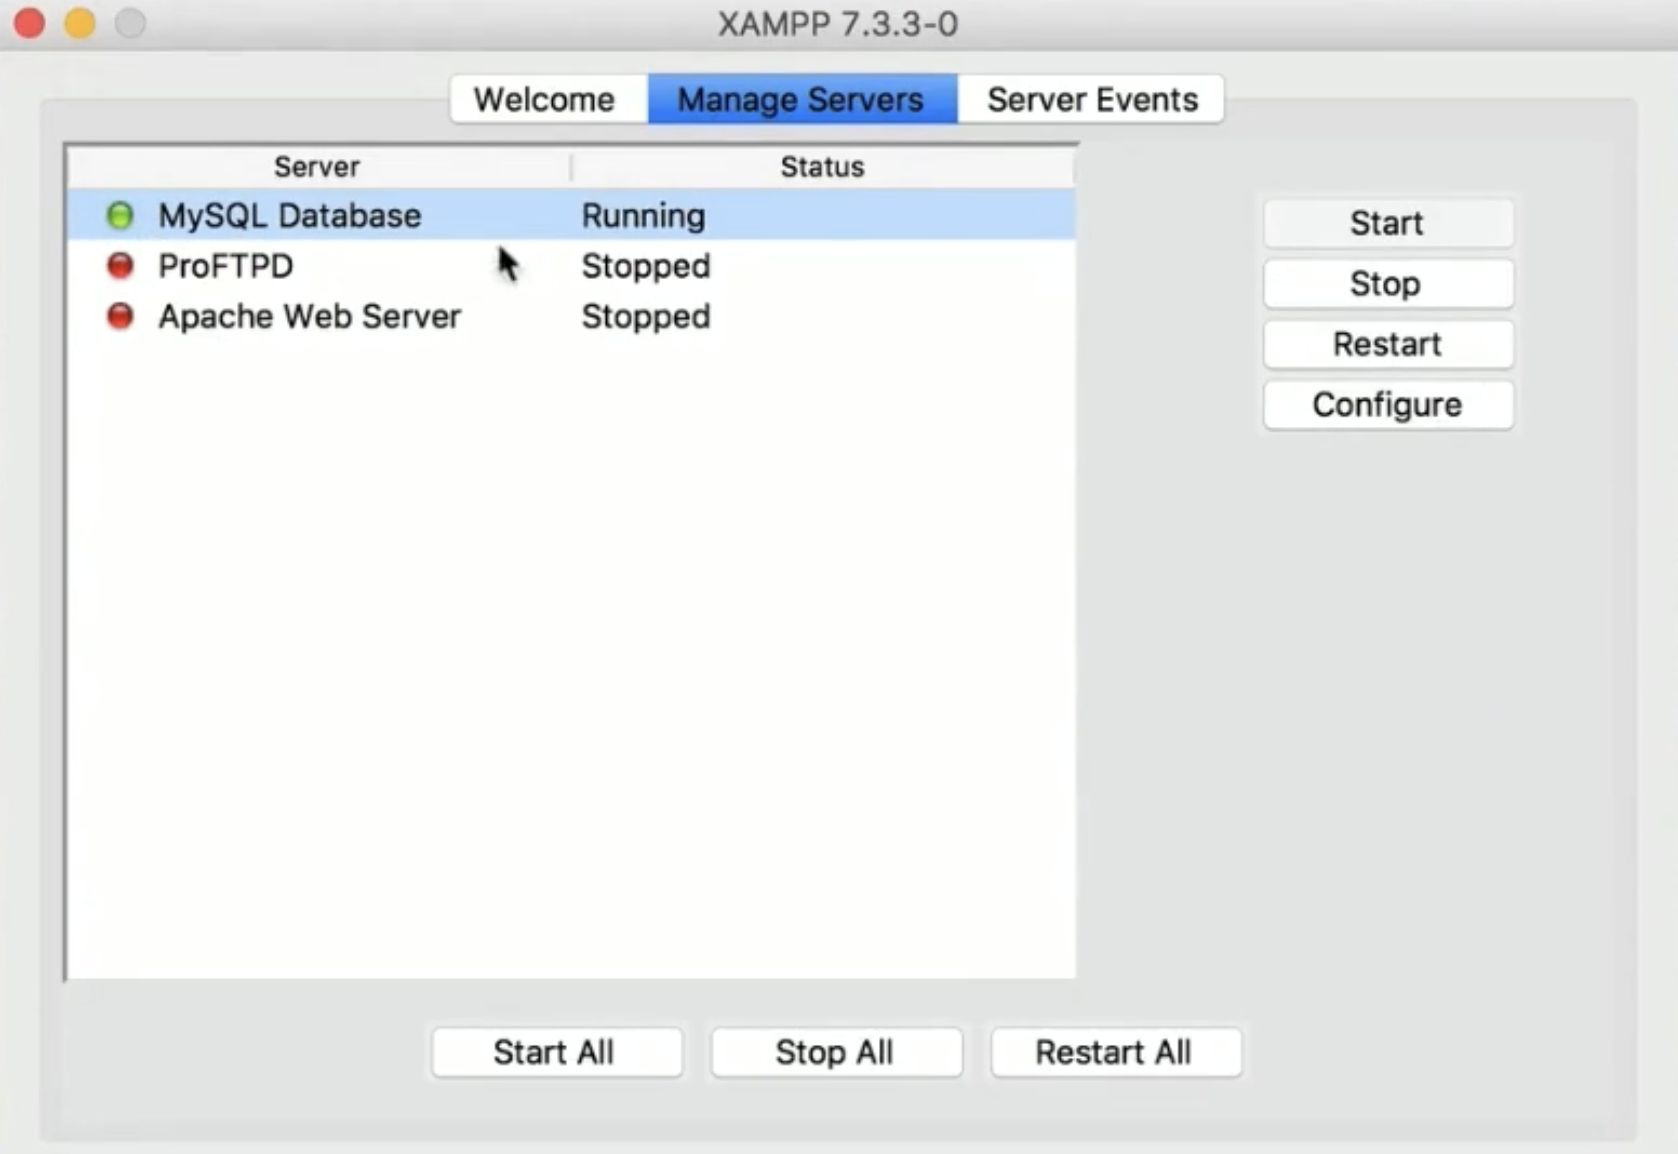 XAMPP 7.3.3-0
Welcome Manage Servers Server Events
Server Status
MySQL Database Running
ProFTPD Stopped
Apache Web Server Stopped
Start
Stop
Restart
Configure
Start All Stop All Restart All